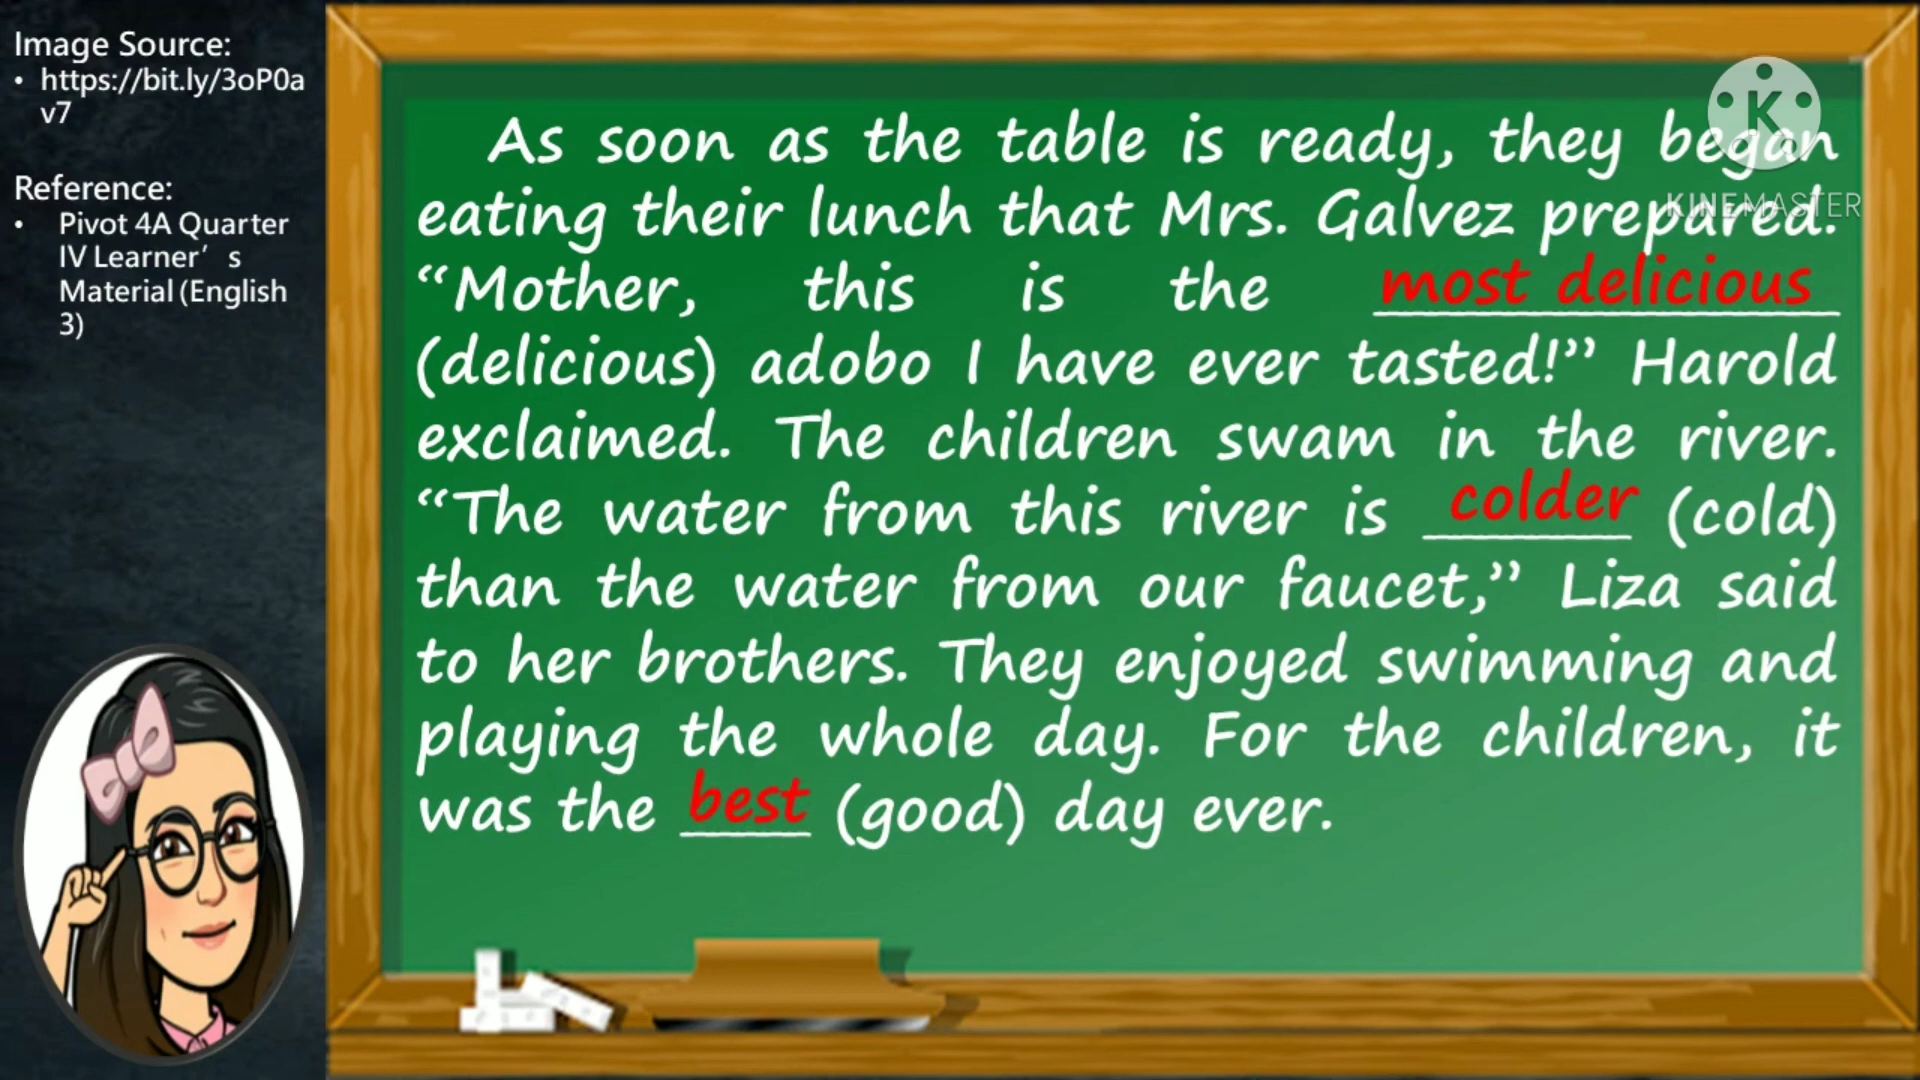 Image Source:
• https://bit.ly/3oP0a
v7
Reference:
• Pivot 4A Quarter
IV Learner’s
Material (English
3)
As soon as the table is ready, they began
eating their lunch that Mrs. Galvez prepared.
“Mother, this is the most delicious
(delicious) adobo I have ever tasted!” Harold
exclaimed. The children swam in the river.
“The water from this river is colder (cold)
than the water from our faucet,” Liza said
to her brothers. They enjoyed swimming and
playing the whole day. For the children, it
was the best (good) day ever.
K
KINEMASTER